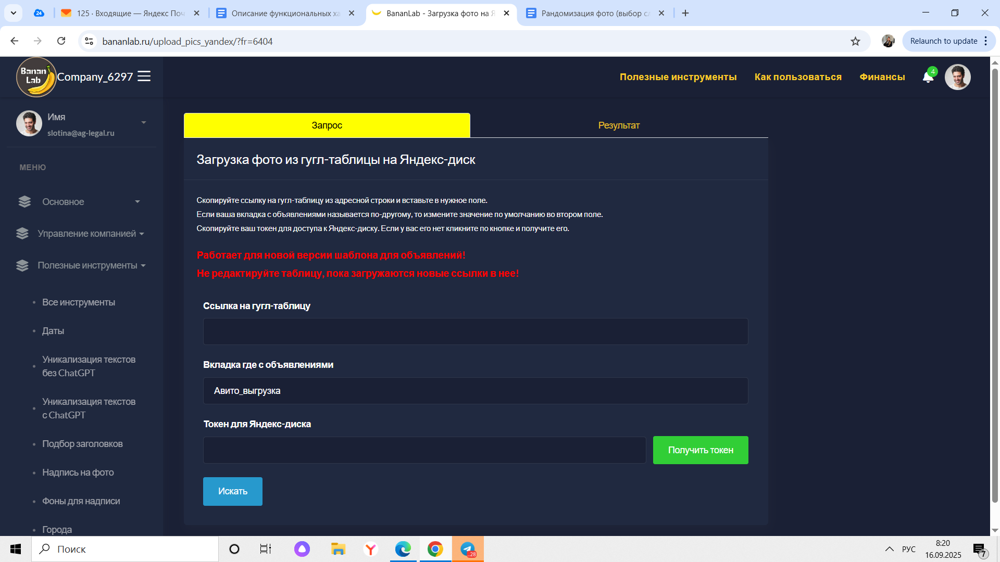 24
125 · Входящие — Яндекс Поч
Описание функциональных ха
BananLab - Загрузка фото на Я
Рандомизация фото (выбор сл
bananlab.ru/upload_pics_yandex/?fr=6404
Relaunch to update
Banan
Lab
Company_6297
Полезные инструменты
Как пользоваться
Финансы
4
Имя
slotina@ag-legal.ru
МЕНЮ
Основное
Управление компанией
Полезные инструменты
Все инструменты
Даты
Уникализация текстов
без ChatGPT
Уникализация текстов
с ChatGPT
Подбор заголовков
Надпись на фото
Фоны для надписи
Города
Запрос
Результат
Загрузка фото из гугл-таблицы на Яндекс-диск
Скопируйте ссылку на гугл-таблицу из адресной строки и вставьте в нужное поле.
Если ваша вкладка с объявлениями называется по-другому, то измените значение по умолчанию во втором поле.
Скопируйте ваш токен для доступа к Яндекс-диску. Если у вас его нет кликните по кнопке и получите его.
Работает для новой версии шаблона для объявлений!
Не редактируйте таблицу, пока загружаются новые ссылки в нее!
Ссылка на гугл-таблицу
Вкладка где с объявлениями
Авито_выгрузка
Токен для Яндекс-диска
Получить токен
Искать
Поиск
..28
РУС
8:20
16.09.2025
7